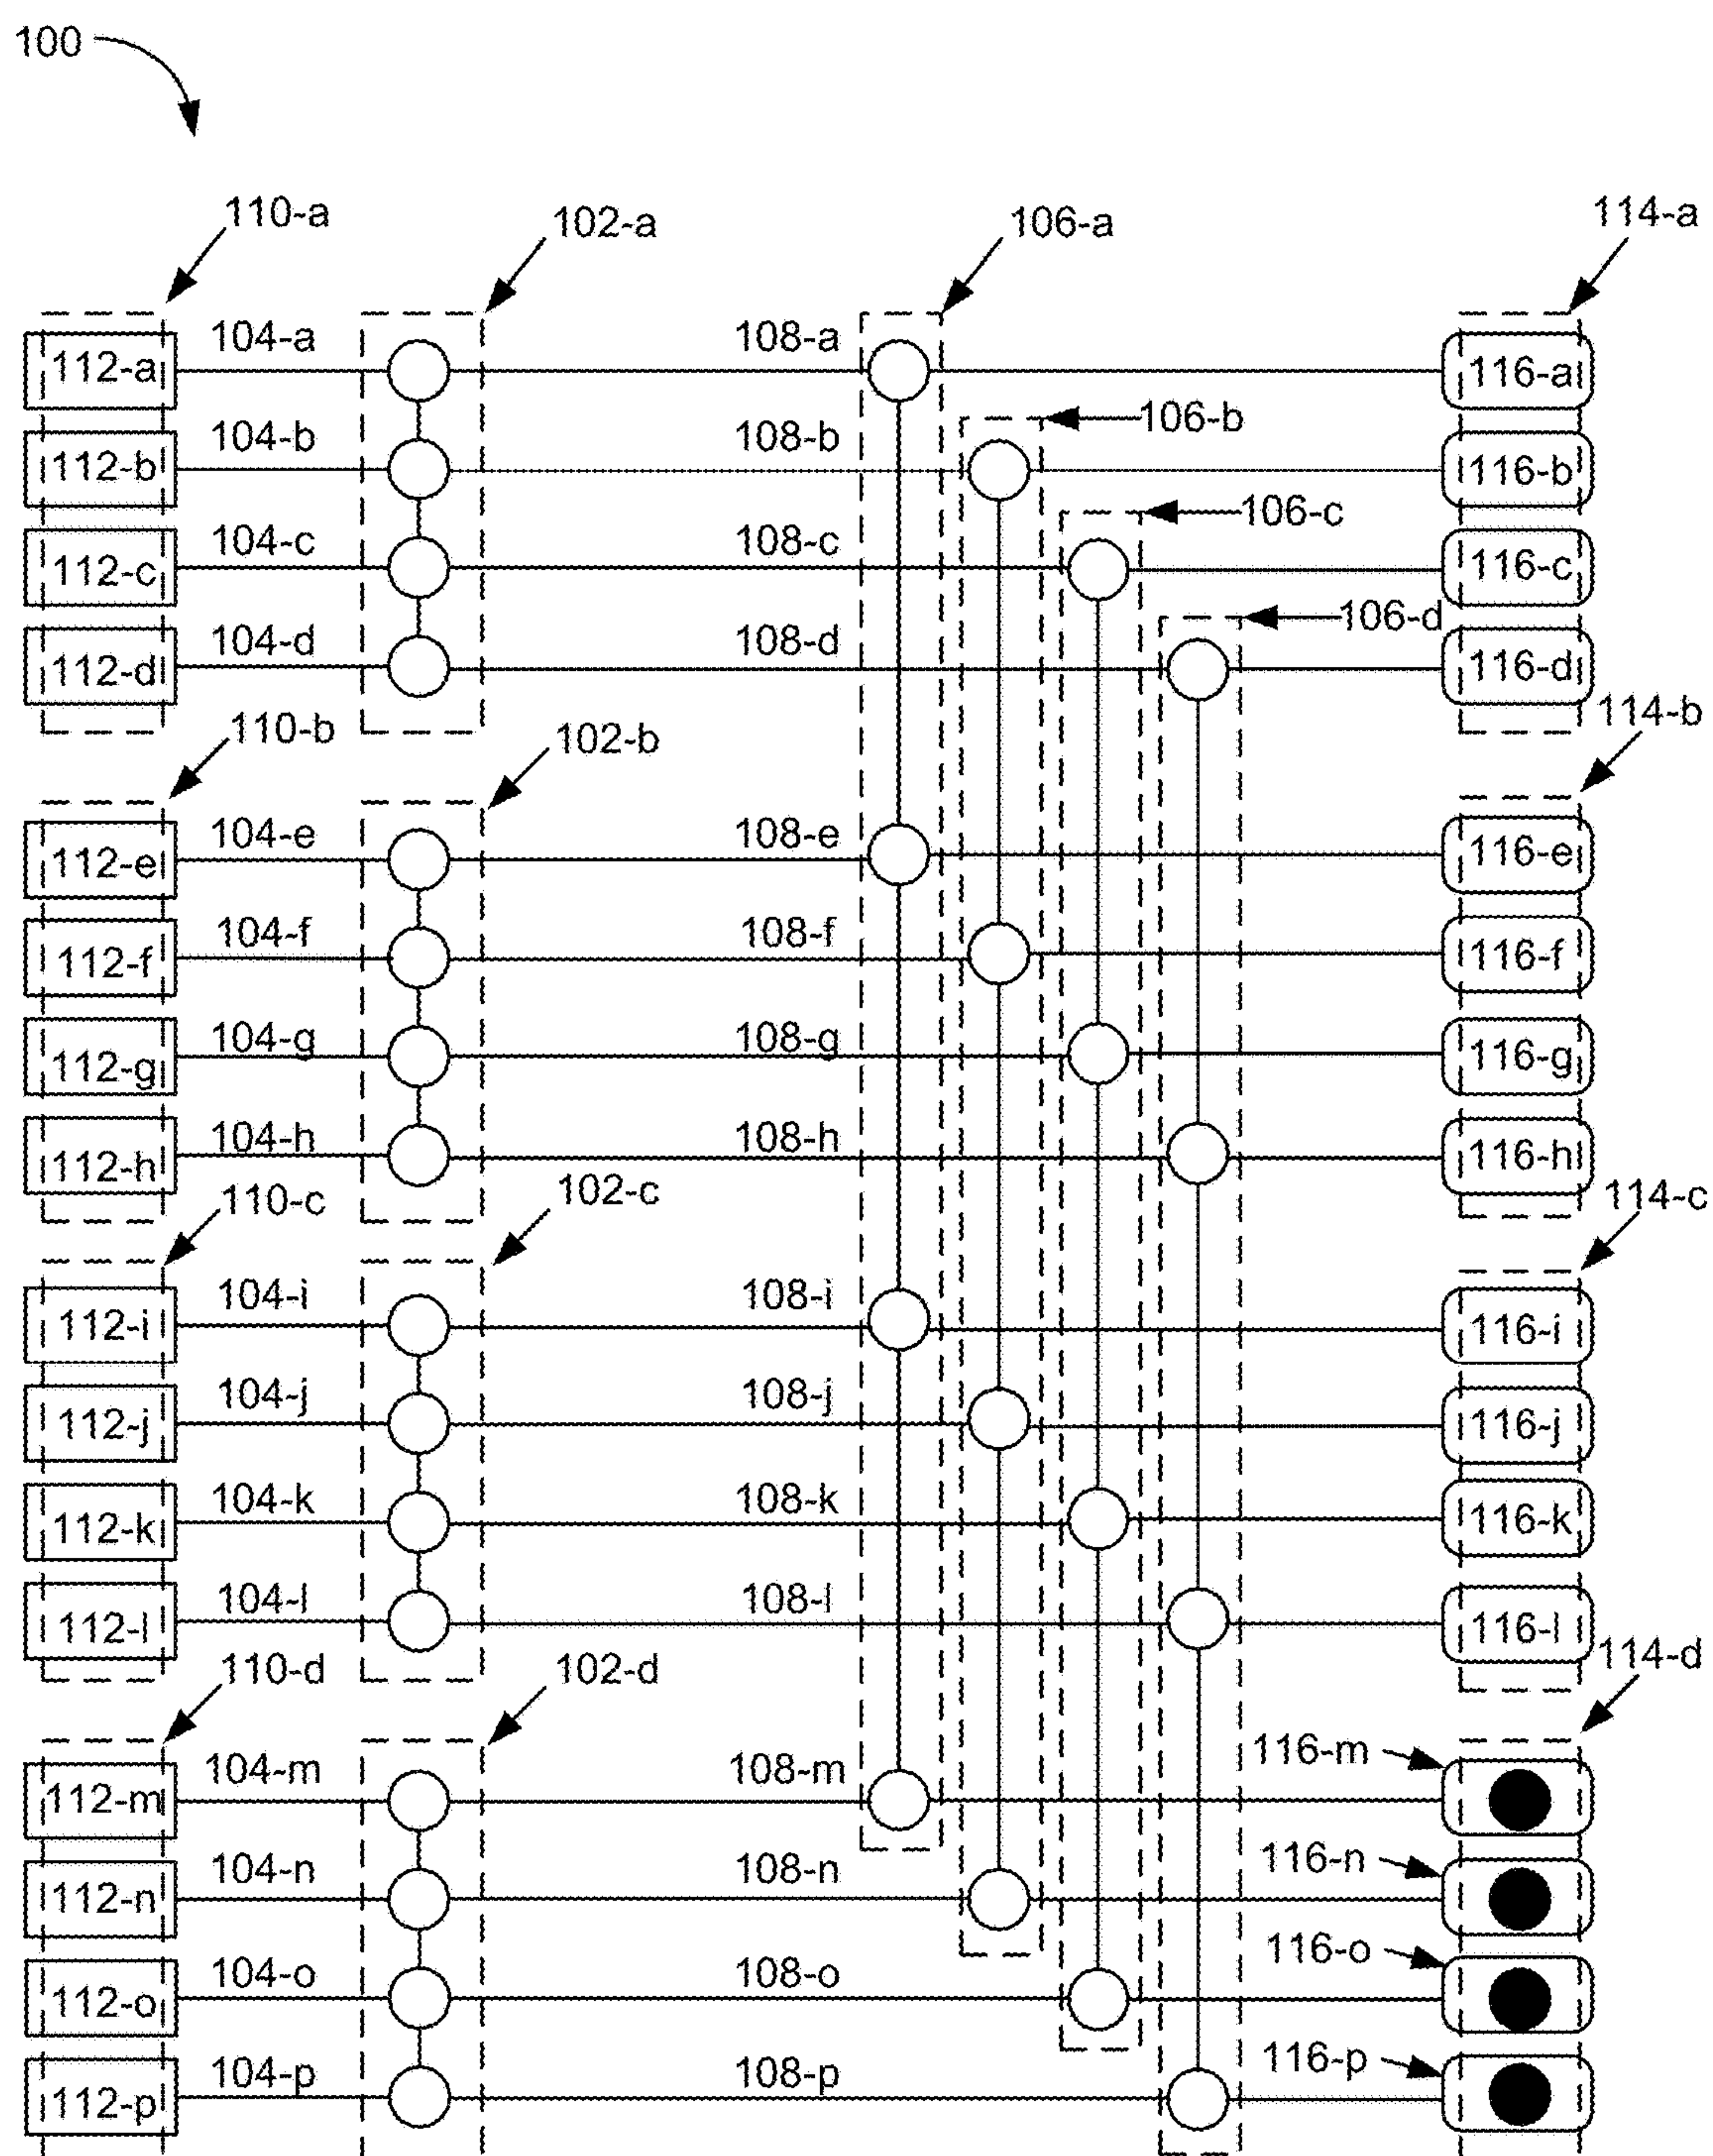 100
110-a 102-a 106-a 114-a
112-a 104-a 108-a 116-a
106-b
112-b 104-b 108-b 116-b
106-c
112-c 104-c 108-c 116-c
106-d
112-d 104-d 108-d 116-d
110-b 102-b 114-b
112-e 104-e 108-e 116-e
112-f 104-f 108-f 116-f
112-g 104-g 108-g 116-g
112-h 104-h 108-h 116-h
110-c 102-c 114-c
112-i 104-i 108-i 116-i
112-j 104-j 108-j 116-j
112-k 104-k 108-k 116-k
112-l 104-l 108-l 116-l
110-d 102-d 114-d
112-m 104-m 108-m 116-m
112-n 104-n 108-n 116-n
112-o 104-o 108-o 116-o
112-p 104-p 108-p 116-p